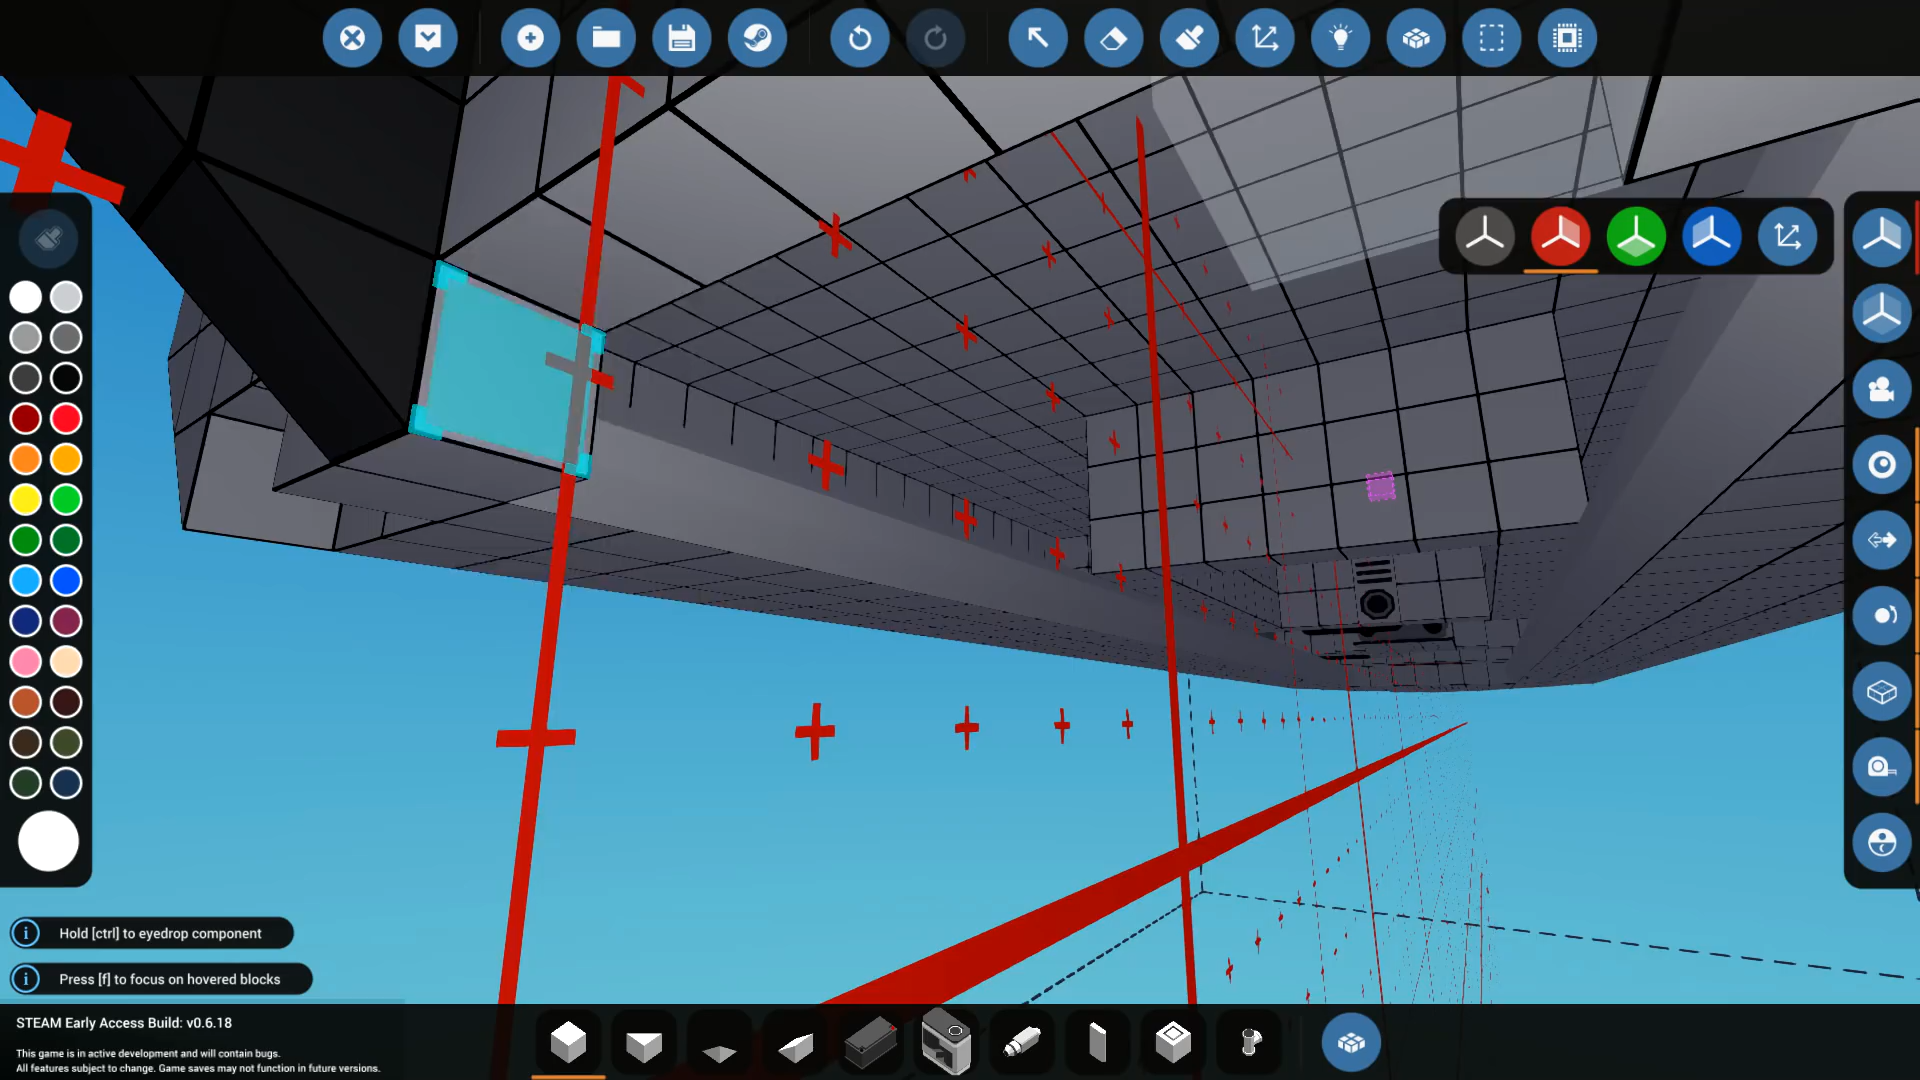 Hold [ctrl] to eyedrop component
Press [f] to focus on hovered blocks
STEAM Early Access Build: v0.6.18
This game is in active development and will contain bugs.
All features subject to change. Game saves may not function in future versions.